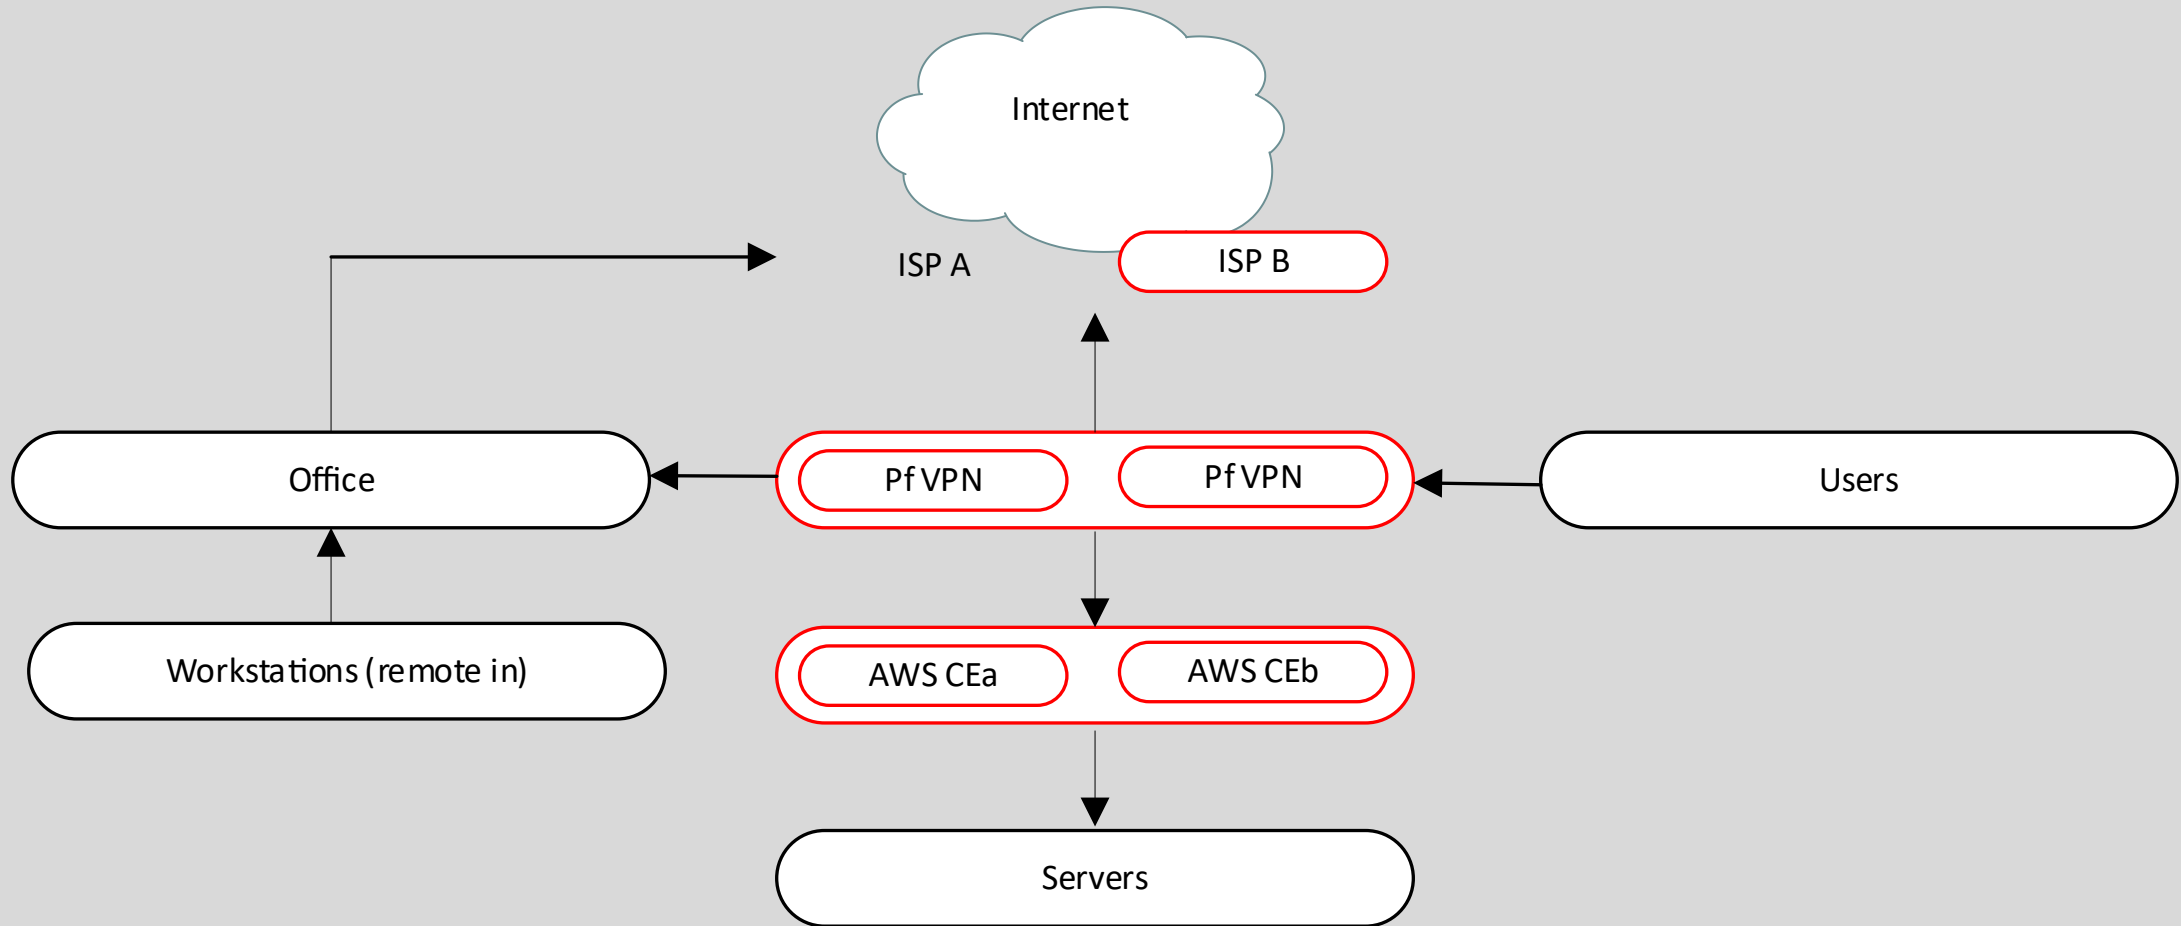 Internet
ISP A
ISP B
Office
Pf VPN
Pf VPN
Users
Workstations (remote in)
AWS CEa
AWS CEb
Servers